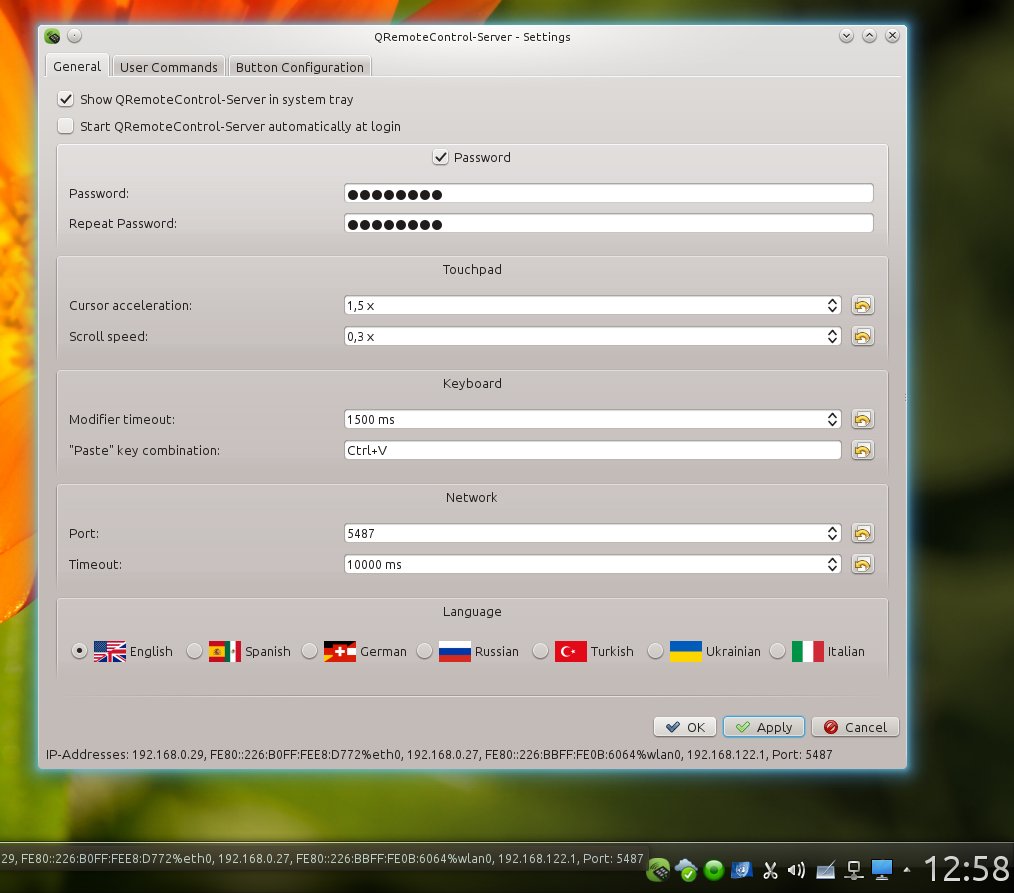 QRemoteControl-Server - Settings
General User Commands Button Configuration
Show QRemoteControl-Server in system tray
Start QRemoteControl-Server automatically at login
Password
Password: ●●●●●●●●
Repeat Password: ●●●●●●●●
Touchpad
Cursor acceleration: 1,5 x
Scroll speed: 0,3 x
Keyboard
Modifier timeout: 1500 ms
"Paste" key combination: Ctrl+V
Network
Port: 5487
Timeout: 10000 ms
Language
English Spanish German Russian Turkish Ukrainian Italian
OK Apply Cancel
IP-Addresses: 192.168.0.29, FE80::226:B0FF:FEE8:D772%eth0, 192.168.0.27, FE80::226:BBFF:FE0B:6064%wlan0, 192.168.122.1, Port: 5487
29, FE80::226:B0FF:FEE8:D772%eth0, 192.168.0.27, FE80::226:BBFF:FE0B:6064%wlan0, 192.168.122.1, Port: 5487
12:58